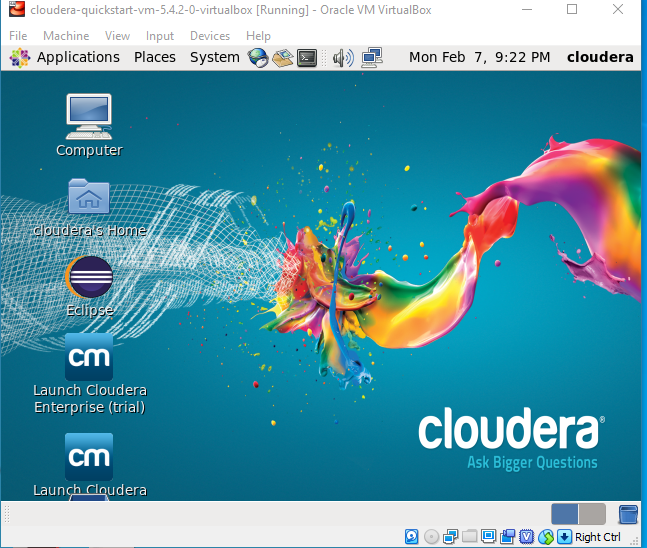 cloudera-quickstart-vm-5.4.2-0-virtualbox [Running] - Oracle VM VirtualBox
File Machine View Input Devices Help
Applications Places System Mon Feb 7, 9:22 PM cloudera
Computer
cloudera's Home
Eclipse
cm
Launch Cloudera
Enterprise (trial)
cm
Launch Cloudera
cloudera®
Ask Bigger Questions
Right Ctrl